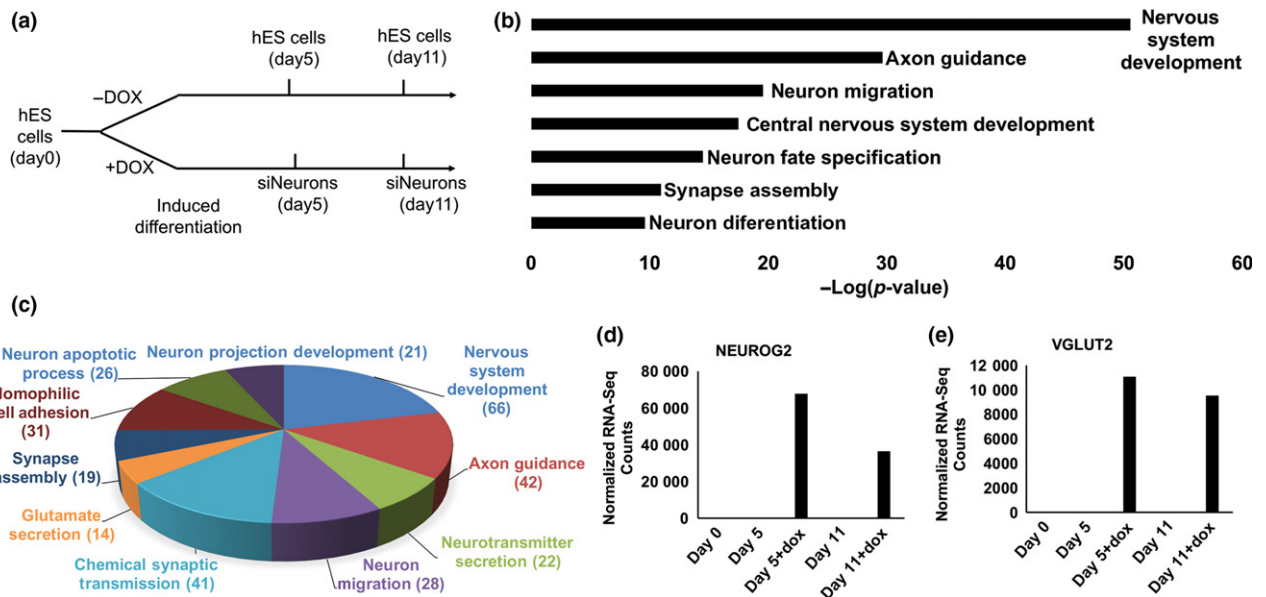 (a)
hES cells
(day5)
hES cells
(day11)
–DOX
hES
cells
(day0)
+DOX
siNeurons
(day5)
siNeurons
(day11)
Induced
differentiation
(b)
Nervous
system
development
Axon guidance
Neuron migration
Central nervous system development
Neuron fate specification
Synapse assembly
Neuron diferentiation
0 10 20 30 40 50 60
–Log(p-value)
(c)
Neuron apoptotic
process (26)
Neuron projection development (21)
Nervous
system
development
(66)
Axon guidance
(42)
Neurotransmitter
secretion (22)
Neuron
migration (28)
Chemical synaptic
transmission (41)
Glutamate
secretion (14)
Synapse
assembly (19)
omophilic
ell adhesion
(31)
(d)
NEUROG2
Normalized RNA-Seq
Counts
80 000
60 000
40 000
20 000
0
Day 0
Day 5
Day 5+dox
Day 11
Day 11+dox
(e)
VGLUT2
Normalized RNA-Seq
Counts
12 000
10 000
8000
6000
4000
2000
0
Day 0
Day 5
Day 5+dox
Day 11
Day 11+dox